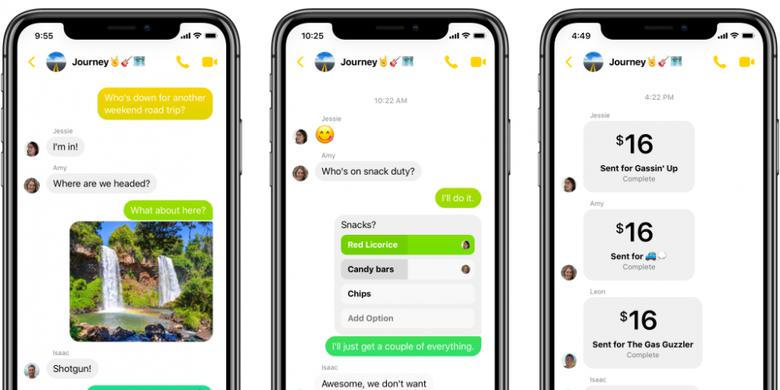 9:55
Journey🤘🎸🗺️
Who's down for another
weekend road trip?
Jessie
I'm in!
Amy
Where are we headed?
What about here?
Isaac
Shotgun!
10:25
Journey🤘🎸🗺️
10:22 AM
Jessie
😋
Amy
Who's on snack duty?
I'll do it.
Snacks?
Red Licorice
Candy bars
Chips
Add Option
I'll just get a couple of everything.
Isaac
Awesome, we don't want
4:49
Journey🤘🎸🗺️
4:22 PM
Jessie
$16
Sent for Gassin' Up
Complete
Amy
$16
Sent for 🚙💨
Complete
Leon
$16
Sent for The Gas Guzzler
Complete
Isaac